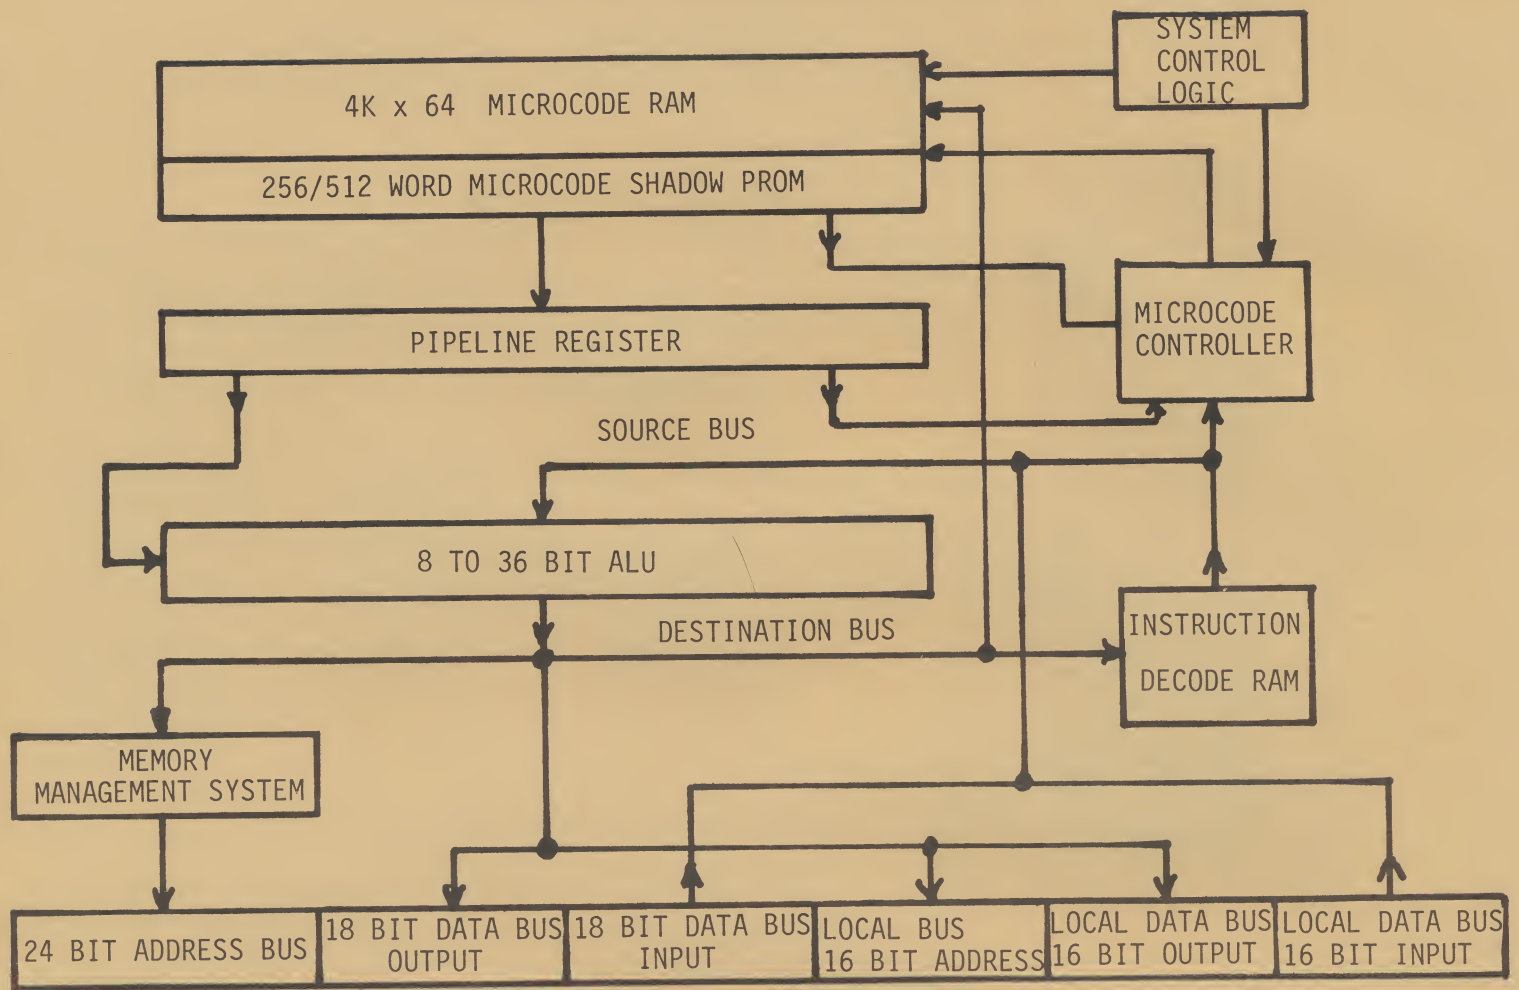 SYSTEM
CONTROL
LOGIC
4K x 64 MICROCODE RAM
256/512 WORD MICROCODE SHADOW PROM
MICROCODE
CONTROLLER
PIPELINE REGISTER
SOURCE BUS
8 TO 36 BIT ALU
DESTINATION BUS
INSTRUCTION
DECODE RAM
MEMORY
MANAGEMENT SYSTEM
24 BIT ADDRESS BUS
18 BIT DATA BUS
OUTPUT
18 BIT DATA BUS
INPUT
LOCAL BUS
16 BIT ADDRESS
LOCAL DATA BUS
16 BIT OUTPUT
LOCAL DATA BUS
16 BIT INPUT